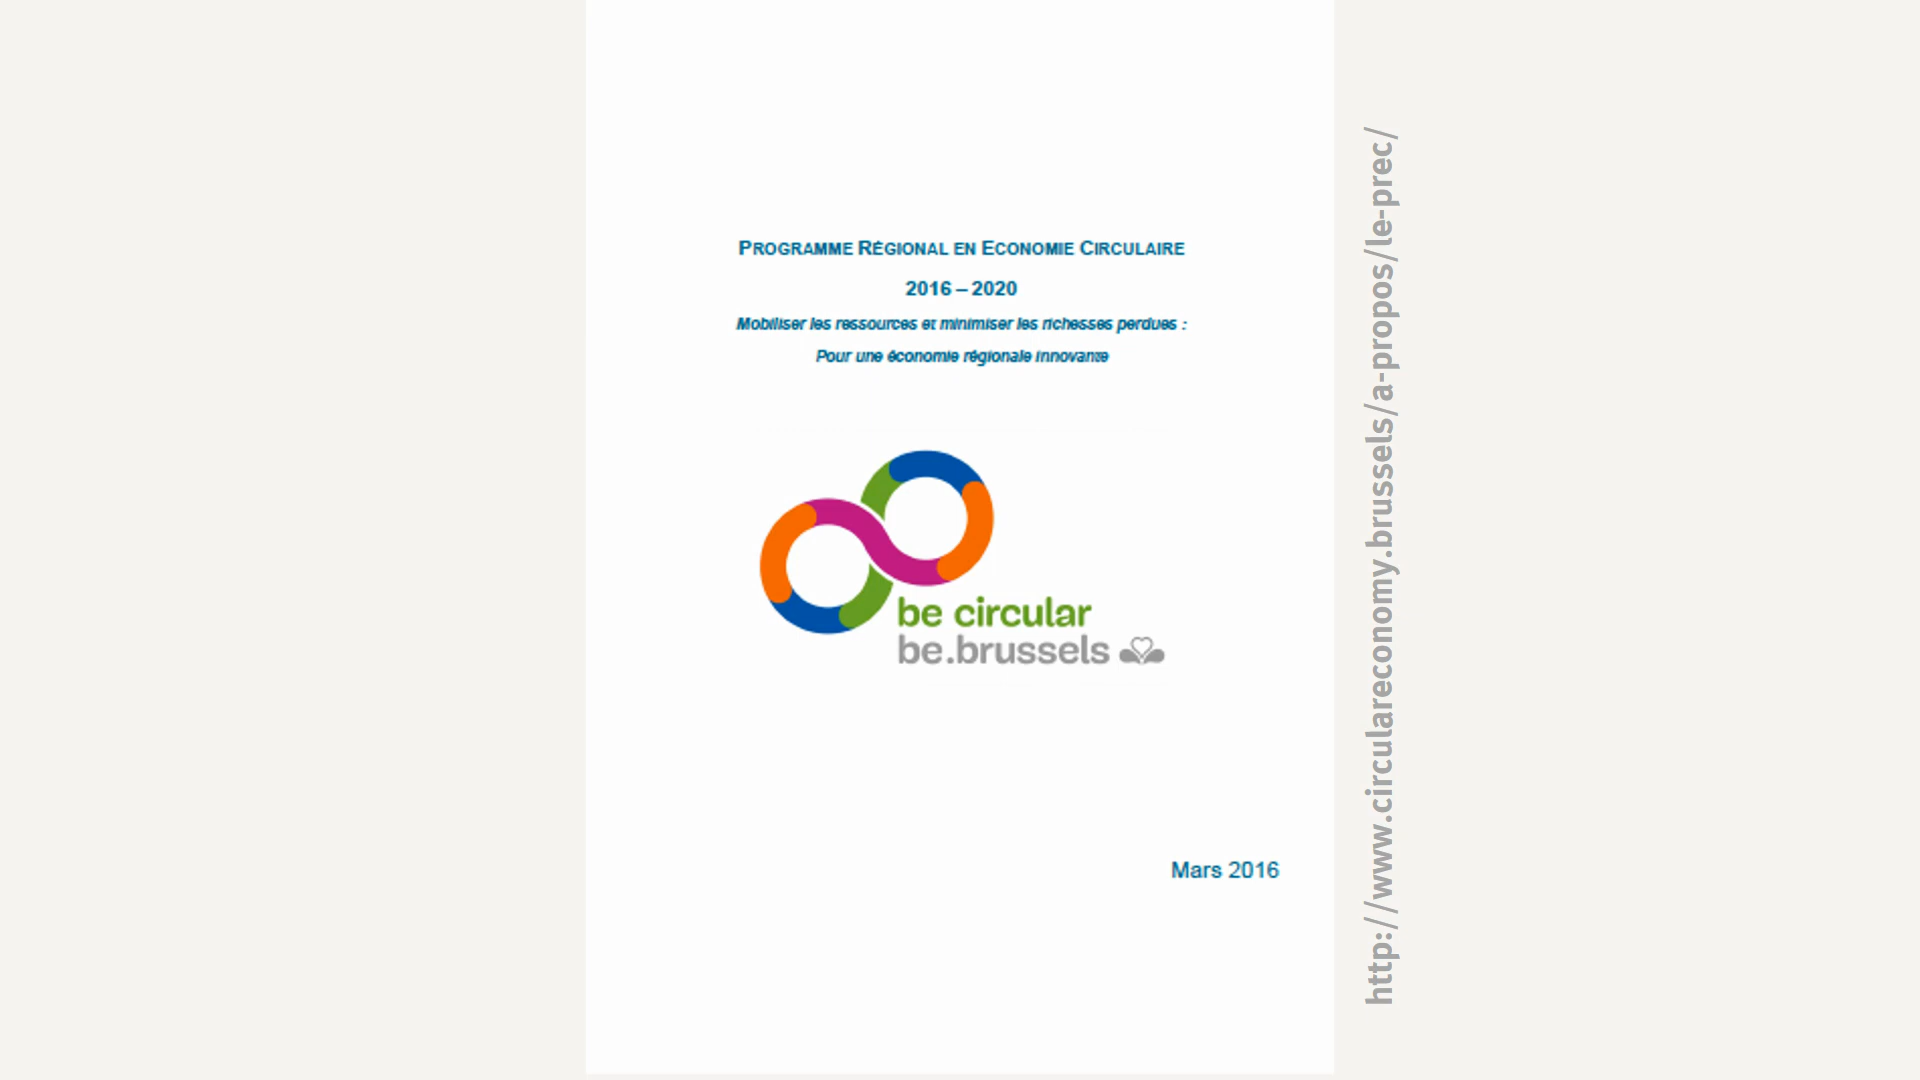 PROGRAMME RÉGIONAL EN ECONOMIE CIRCULAIRE
2016 – 2020
Mobiliser les ressources et minimiser les richesses perdues :
Pour une économie régionale innovante
be circular
be.brussels
Mars 2016
http://www.circulareconomy.brussels/a-propos/le-prec/